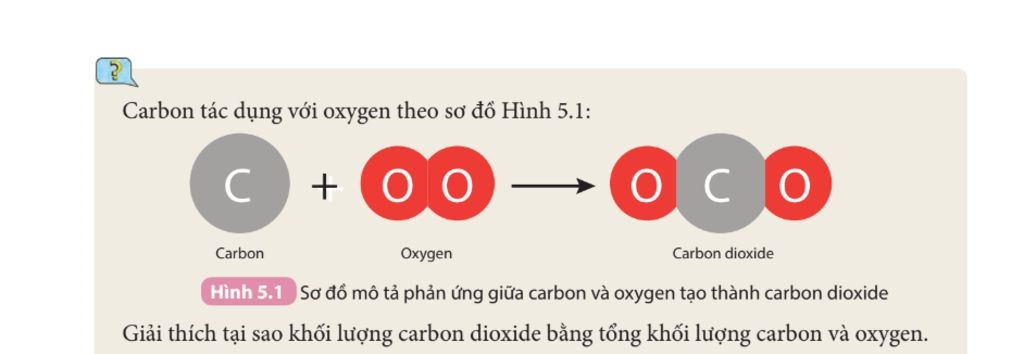 ?
Carbon tác dụng với oxygen theo sơ đồ Hình 5.1:
C + O O → O C O
Carbon Oxygen Carbon dioxide
Hình 5.1 Sơ đồ mô tả phản ứng giữa carbon và oxygen tạo thành carbon dioxide
Giải thích tại sao khối lượng carbon dioxide bằng tổng khối lượng carbon và oxygen.